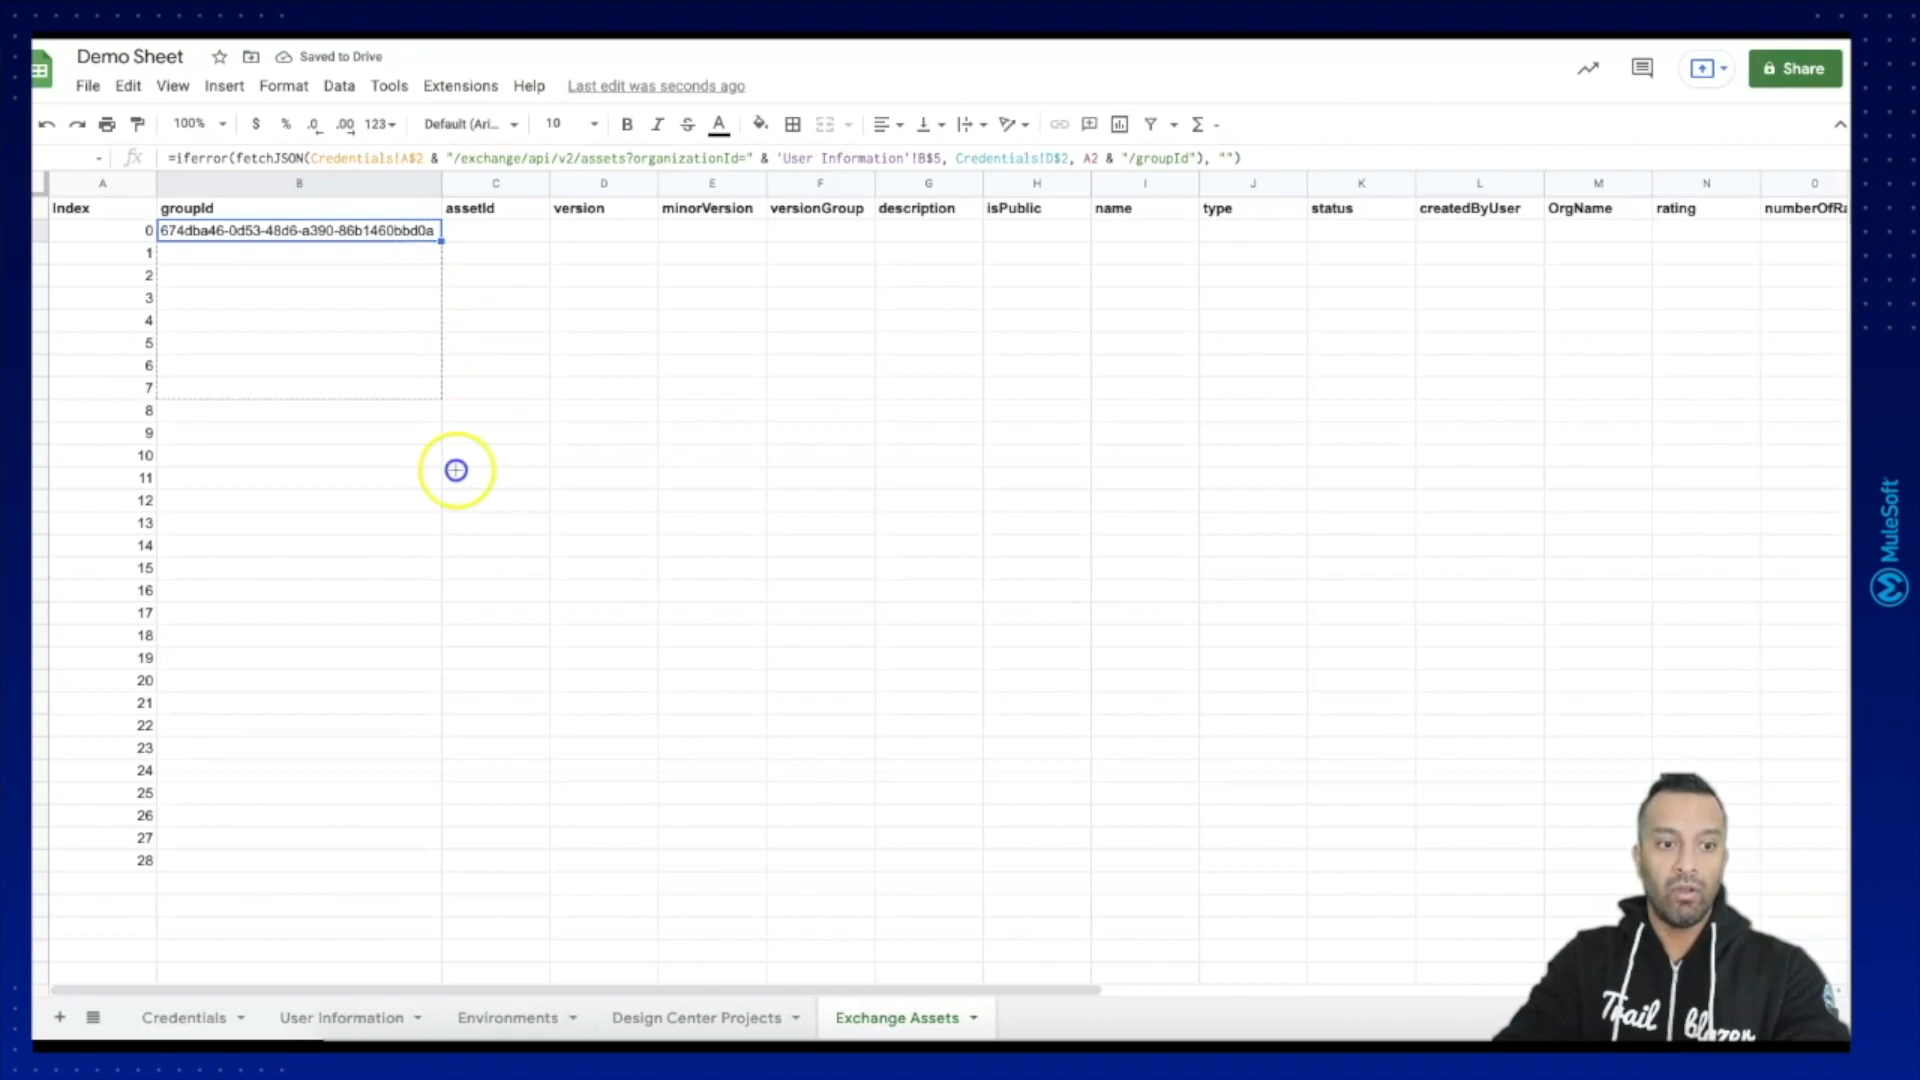 Demo Sheet Saved to Drive
File Edit View Insert Format Data Tools Extensions Help Last edit was seconds ago
Share
100% $ % .0 .00 123 Default (Ari... 10 B I S A Σ
fx =iferror(fetchJSON(Credentials!A$2 & "/exchange/api/v2/assets?organizationId=" & 'User Information'!B$5, Credentials!D$2, A2 & "/groupId"), "")
A B C D E F G H I J K L M N O
Index groupId assetId version minorVersion versionGroup description isPublic name type status createdByUser OrgName rating numberOfRa
0 674dba46-0d53-48d6-a390-86b1460bbd0a
1
2
3
4
5
6
7
8
9
10
11
12
13
14
15
16
17
18
19
20
21
22
23
24
25
26
27
28
+ Credentials User Information Environments Design Center Projects Exchange Assets
MuleSoft
Trail
blazer